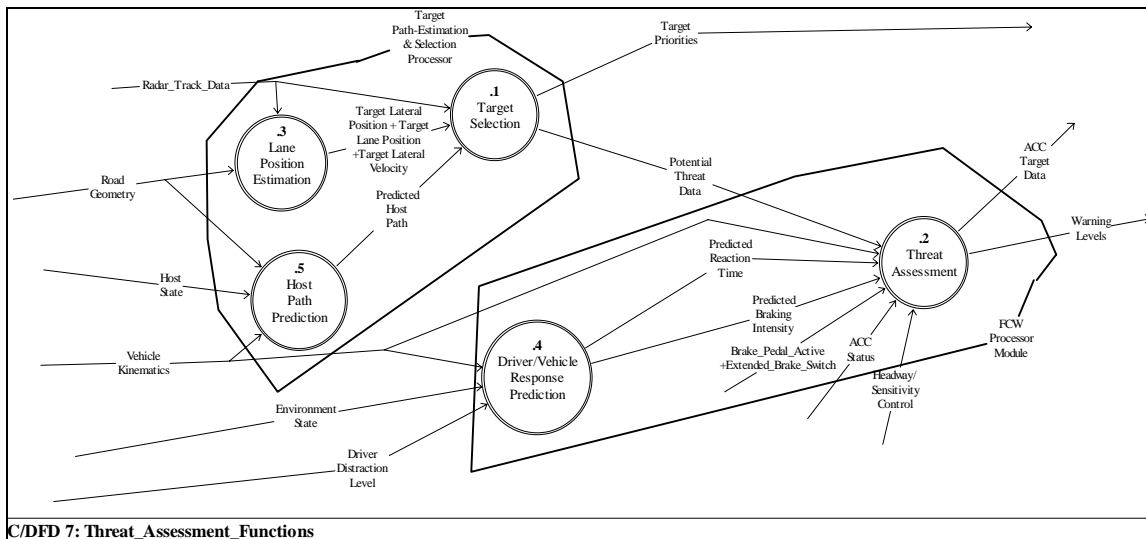 Target
Path-Estimation
& Selection
Processor
Target
Priorities
Radar_Track_Data
.1
Target
Selection
Target Lateral
Position + Target
Lane Position
+Target Lateral
Velocity
.3
Lane
Position
Estimation
ACC
Target
Data
Potential
Threat
Data
Road
Geometry
Predicted
Host
Path
Warning
Levels
.2
Threat
Assessment
Predicted
Reaction
Time
.5
Host
Path
Prediction
Host
State
Predicted
Braking
Intensity
FCW
Processor
Module
.4
Driver/Vehicle
Response
Prediction
Vehicle
Kinematics
Brake_Pedal_Active
+Extended_Brake_Switch
ACC
Status
Headway/
Sensitivity
Control
Environment
State
Driver
Distraction
Level
C/DFD 7: Threat_Assessment_Functions